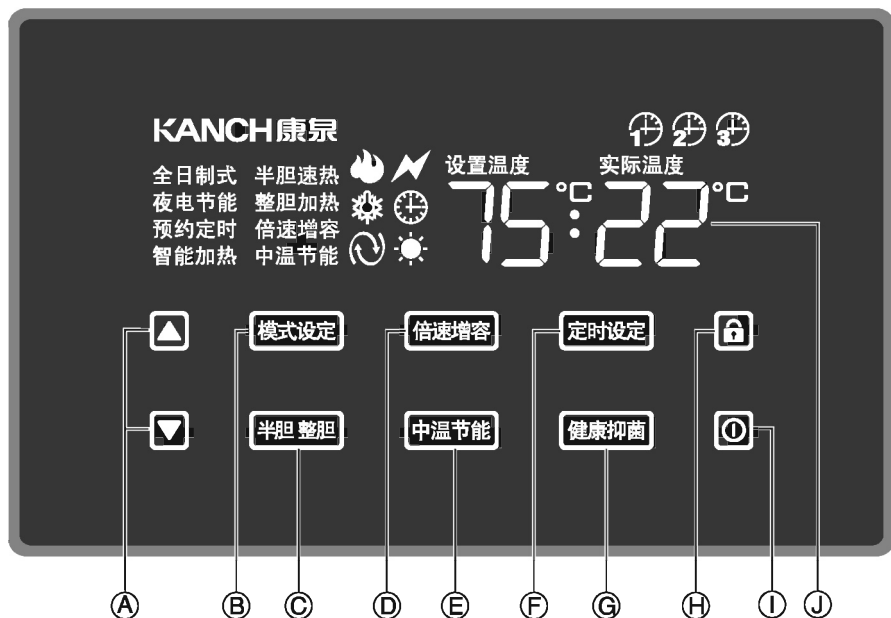 KANCH康泉
1 2 3
全日制式 半胆速热
夜电节能 整胆加热
预约定时 倍速增容
智能加热 中温节能
设置温度 实际温度
75°C:22°C
模式设定 倍速增容 定时设定
半胆 整胆 中温节能 健康抑菌
A B C D E F G H I J